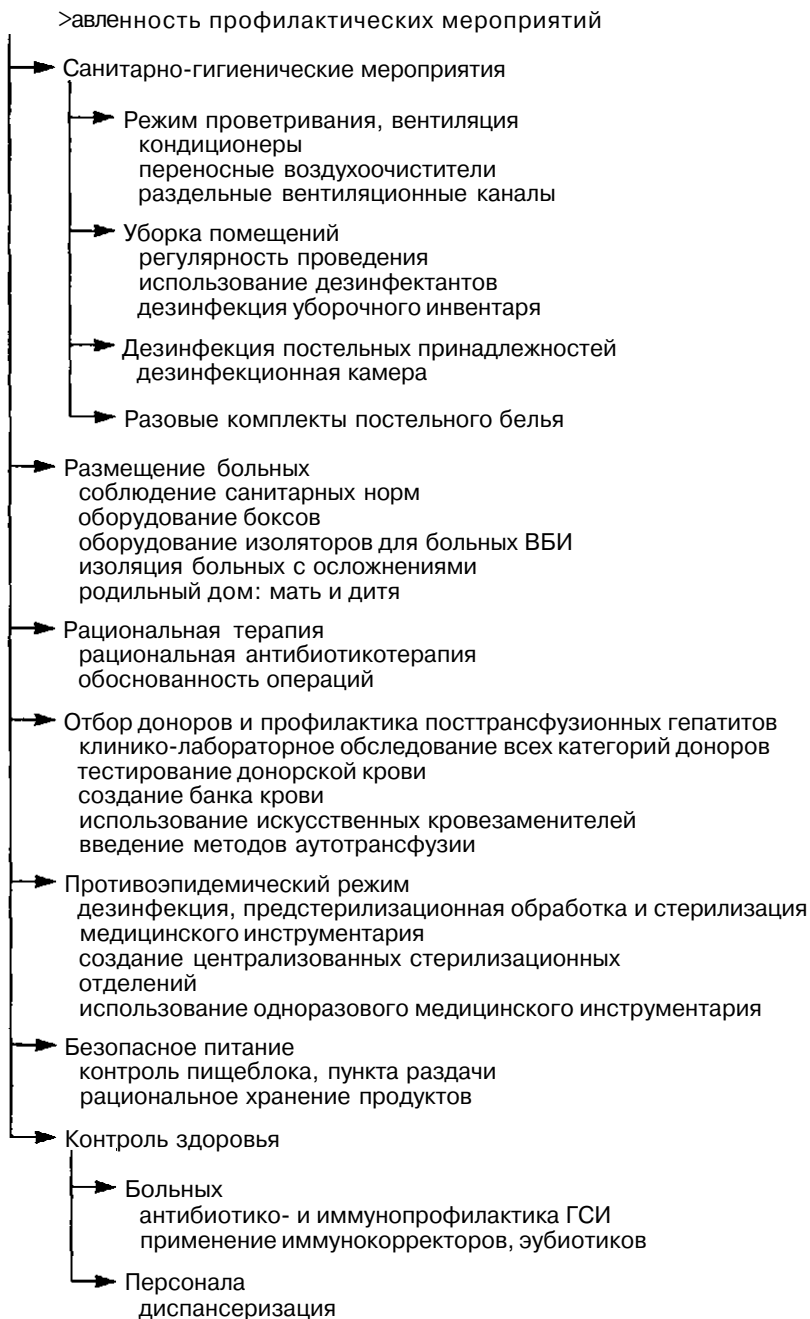 >авленность профилактических мероприятий
Санитарно-гигиенические мероприятия
Режим проветривания, вентиляция
кондиционеры
переносные воздухоочистители
раздельные вентиляционные каналы
Уборка помещений
регулярность проведения
использование дезинфектантов
дезинфекция уборочного инвентаря
Дезинфекция постельных принадлежностей
дезинфекционная камера
Разовые комплекты постельного белья
Размещение больных
соблюдение санитарных норм
оборудование боксов
оборудование изоляторов для больных ВБИ
изоляция больных с осложнениями
родильный дом: мать и дитя
Рациональная терапия
рациональная антибиотикотерапия
обоснованность операций
Отбор доноров и профилактика посттрансфузионных гепатитов
клинико-лабораторное обследование всех категорий доноров
тестирование донорской крови
создание банка крови
использование искусственных кровезаменителей
введение методов аутотрансфузии
Противоэпидемический режим
дезинфекция, предстерилизационная обработка и стерилизация
медицинского инструментария
создание централизованных стерилизационных
отделений
использование одноразового медицинского инструментария
Безопасное питание
контроль пищеблока, пункта раздачи
рациональное хранение продуктов
Контроль здоровья
Больных
антибиотико- и иммунопрофилактика ГСИ
применение иммунокорректоров, эубиотиков
Персонала
диспансеризация